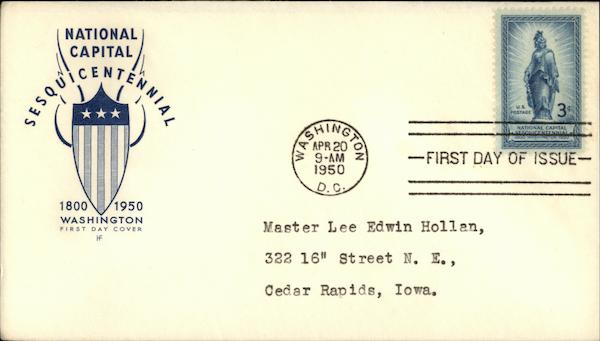 NATIONAL
CAPITAL
SESQUICENTENNIAL
1800 1950
WASHINGTON
FIRST DAY COVER
HF
WASHINGTON
APR 20
9-AM
1950
D.C.
FIRST DAY OF ISSUE
U.S.
POSTAGE
3¢
NATIONAL CAPITAL
SESQUICENTENNIAL
Master Lee Edwin Hollan,
322 16" Street N. E.,
Cedar Rapids, Iowa.